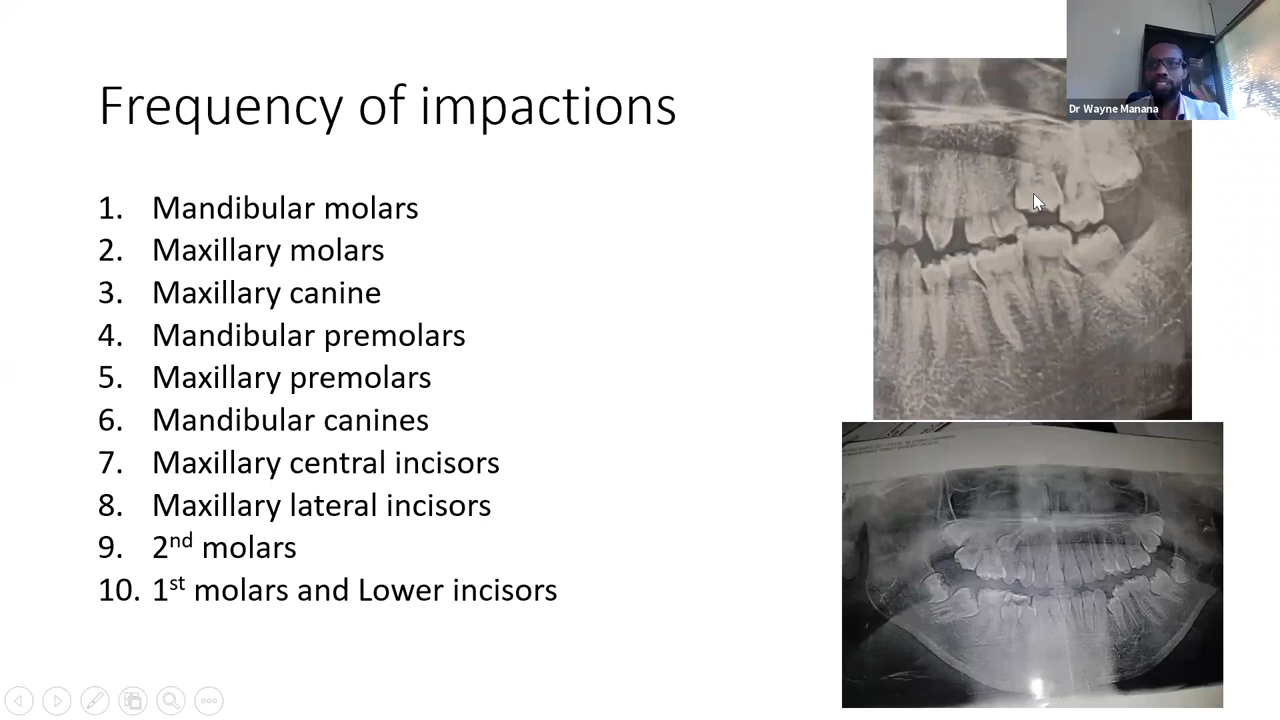 Frequency of impactions
1. Mandibular molars
2. Maxillary molars
3. Maxillary canine
4. Mandibular premolars
5. Maxillary premolars
6. Mandibular canines
7. Maxillary central incisors
8. Maxillary lateral incisors
9. 2nd molars
10. 1st molars and Lower incisors
Dr Wayne Manana